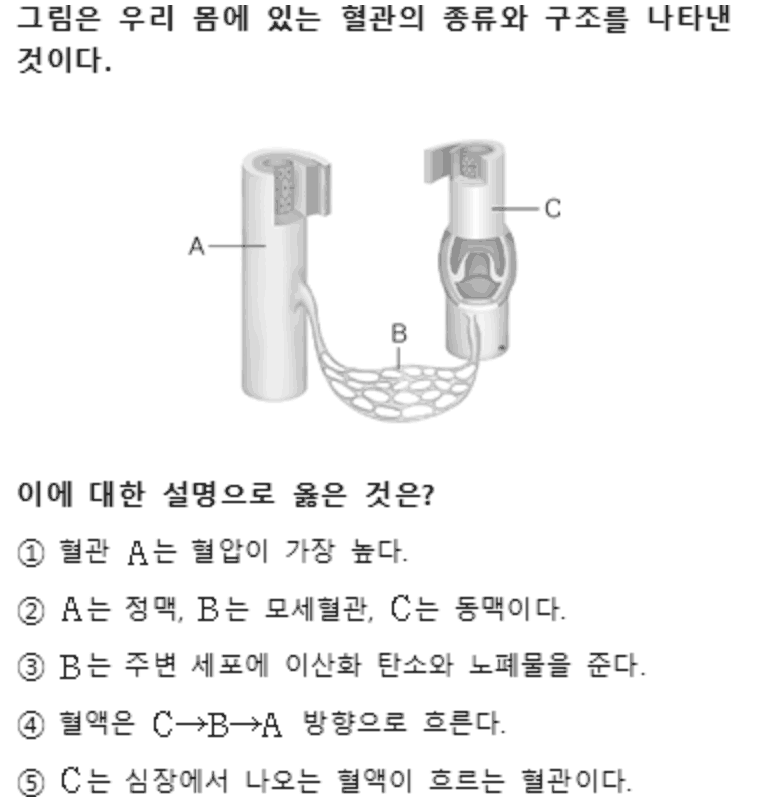 그림은 우리 몸에 있는 혈관의 종류와 구조를 나타낸
것이다.
A
C
B
이에 대한 설명으로 옳은 것은?
① 혈관 A는 혈압이 가장 높다.
② A는 정맥, B는 모세혈관, C는 동맥이다.
③ B는 주변 세포에 이산화 탄소와 노폐물을 준다.
④ 혈액은 C→B→A 방향으로 흐른다.
⑤ C는 심장에서 나오는 혈액이 흐르는 혈관이다.